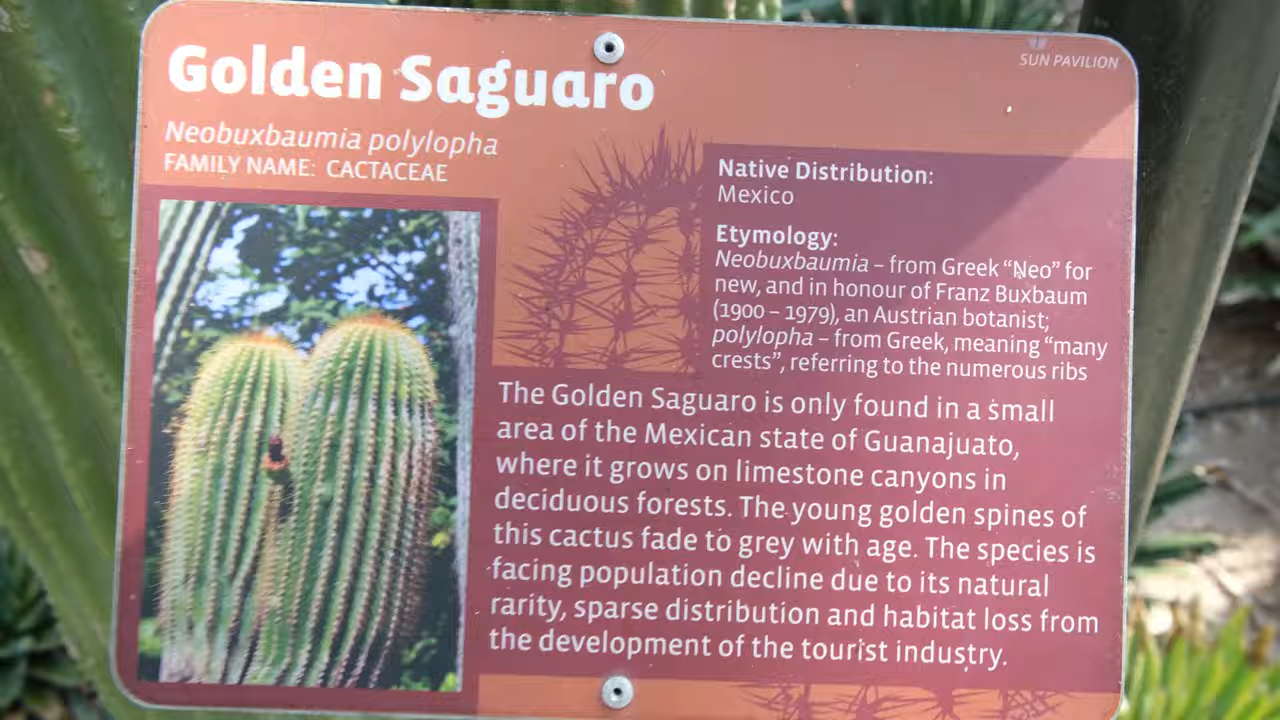 SUN PAVILION
Golden Saguaro
Neobuxbaumia polylopha
FAMILY NAME: CACTACEAE
Native Distribution:
Mexico
Etymology:
Neobuxbaumia – from Greek “Neo” for
new, and in honour of Franz Buxbaum
(1900 – 1979), an Austrian botanist;
polylopha – from Greek, meaning “many
crests”, referring to the numerous ribs
The Golden Saguaro is only found in a small
area of the Mexican state of Guanajuato,
where it grows on limestone canyons in
deciduous forests. The young golden spines of
this cactus fade to grey with age. The species is
facing population decline due to its natural
rarity, sparse distribution and habitat loss from
the development of the tourist industry.